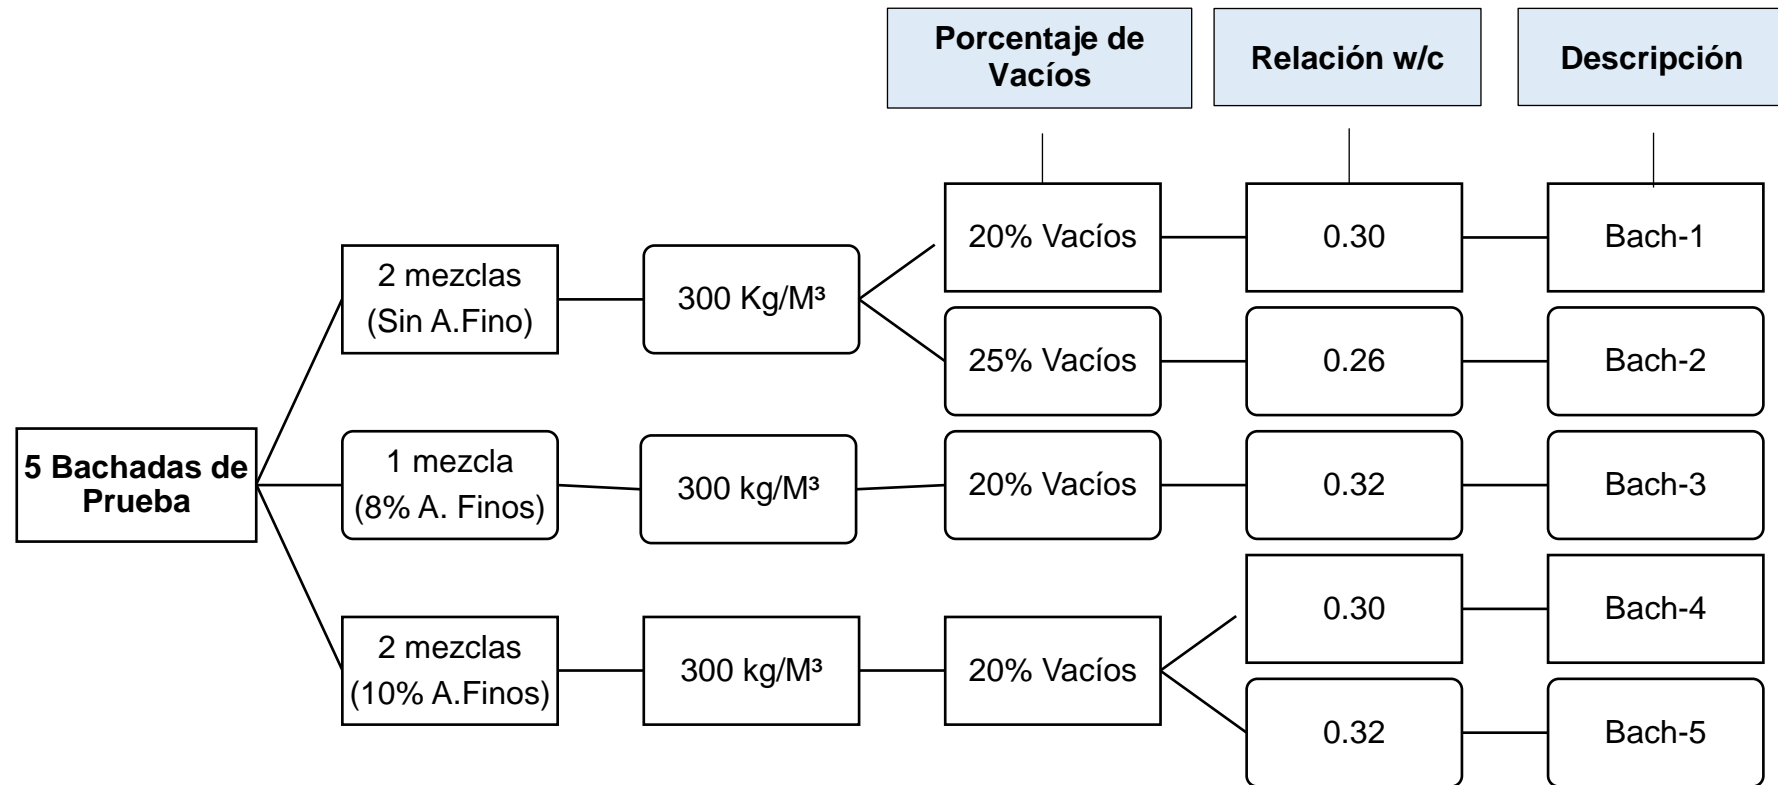 Porcentaje de
Vacíos
Relación w/c
Descripción
5 Bachadas de
Prueba
2 mezclas
(Sin A.Fino)
300 Kg/M³
20% Vacíos
0.30
Bach-1
25% Vacíos
0.26
Bach-2
1 mezcla
(8% A. Finos)
300 kg/M³
20% Vacíos
0.32
Bach-3
2 mezclas
(10% A.Finos)
300 kg/M³
20% Vacíos
0.30
Bach-4
0.32
Bach-5